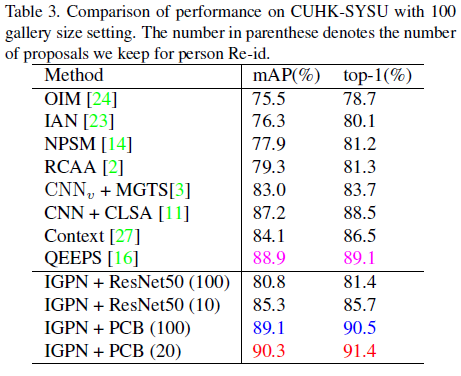 Table 3. Comparison of performance on CUHK-SYSU with 100
gallery size setting. The number in parenthese denotes the number
of proposals we keep for person Re-id.
Method mAP(%) top-1(%)
OIM [24] 75.5 78.7
IAN [23] 76.3 80.1
NPSM [14] 77.9 81.2
RCAA [2] 79.3 81.3
CNNᵥ + MGTS[3] 83.0 83.7
CNN + CLSA [11] 87.2 88.5
Context [27] 84.1 86.5
QEEPS [16] 88.9 89.1
IGPN + ResNet50 (100) 80.8 81.4
IGPN + ResNet50 (10) 85.3 85.7
IGPN + PCB (100) 89.1 90.5
IGPN + PCB (20) 90.3 91.4